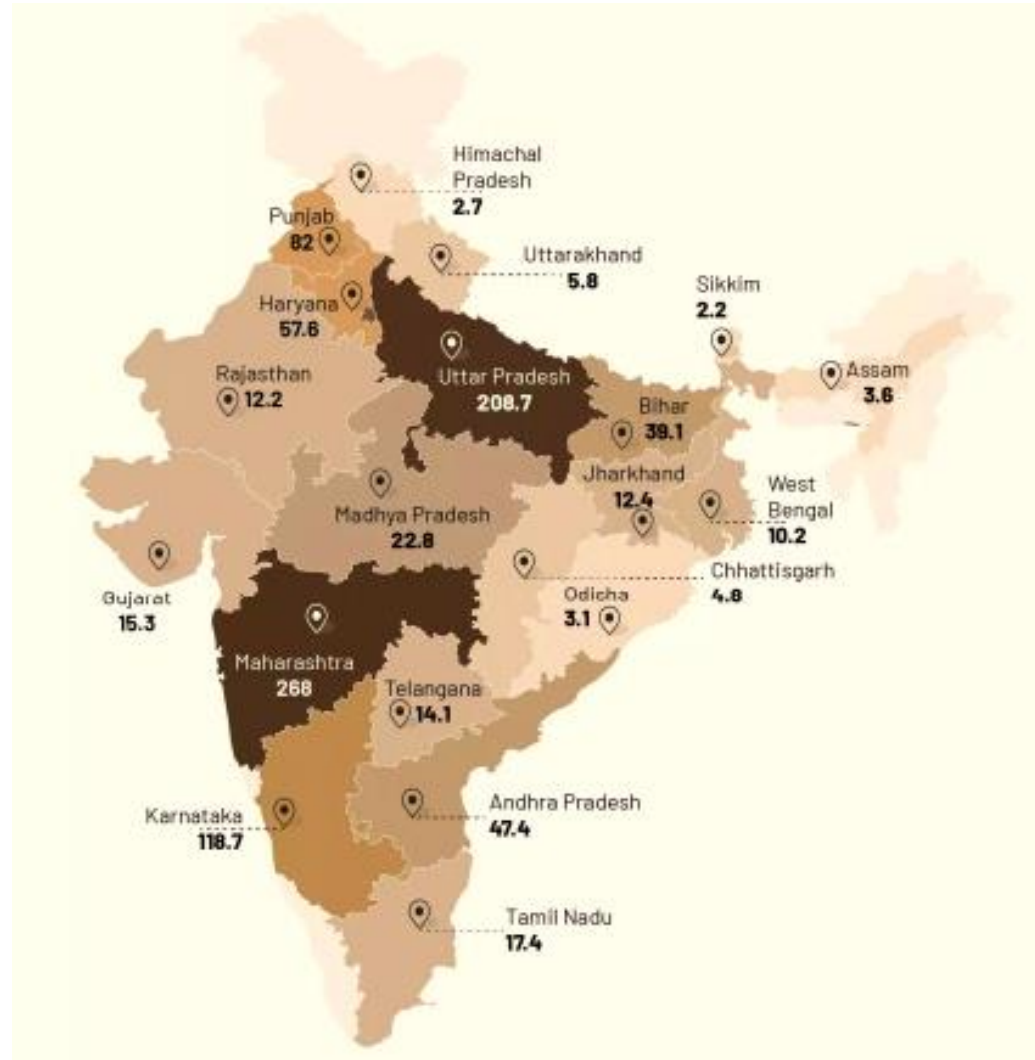 Himachal
Pradesh
2.7
Punjab
82
Uttarakhand
5.8
Sikkim
2.2
Haryana
57.6
Assam
3.6
Rajasthan
12.2
Uttar Pradesh
208.7
Bihar
39.1
Jharkhand
12.4
West
Bengal
10.2
Madhya Pradesh
22.8
Chhattisgarh
4.8
Gujarat
15.3
Odicha
3.1
Maharashtra
268
Telangana
14.1
Karnataka
118.7
Andhra Pradesh
47.4
Tamil Nadu
17.4